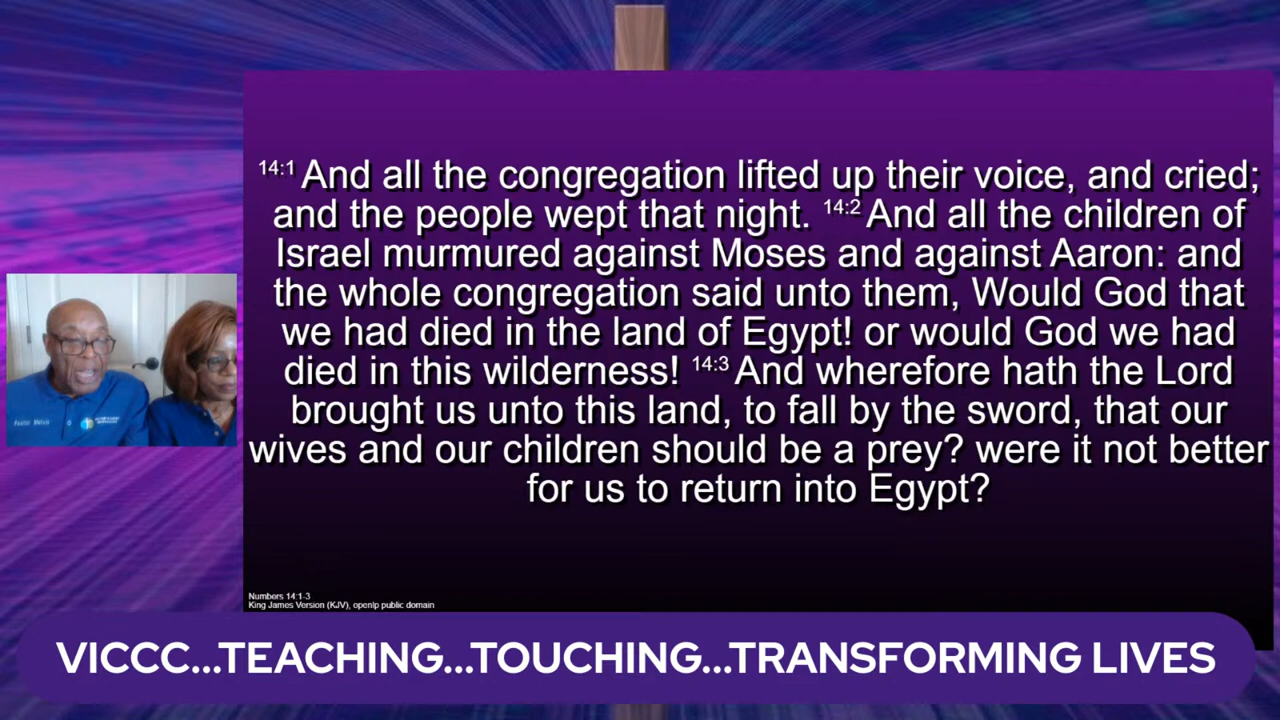 14:1 And all the congregation lifted up their voice, and cried;
and the people wept that night. 14:2 And all the children of
Israel murmured against Moses and against Aaron: and
the whole congregation said unto them, Would God that
we had died in the land of Egypt! or would God we had
died in this wilderness! 14:3 And wherefore hath the Lord
brought us unto this land, to fall by the sword, that our
wives and our children should be a prey? were it not better
for us to return into Egypt?
Pastor Melvin
Numbers 14:1-3
King James Version (KJV), openlp public domain
VICCC...TEACHING...TOUCHING...TRANSFORMING LIVES